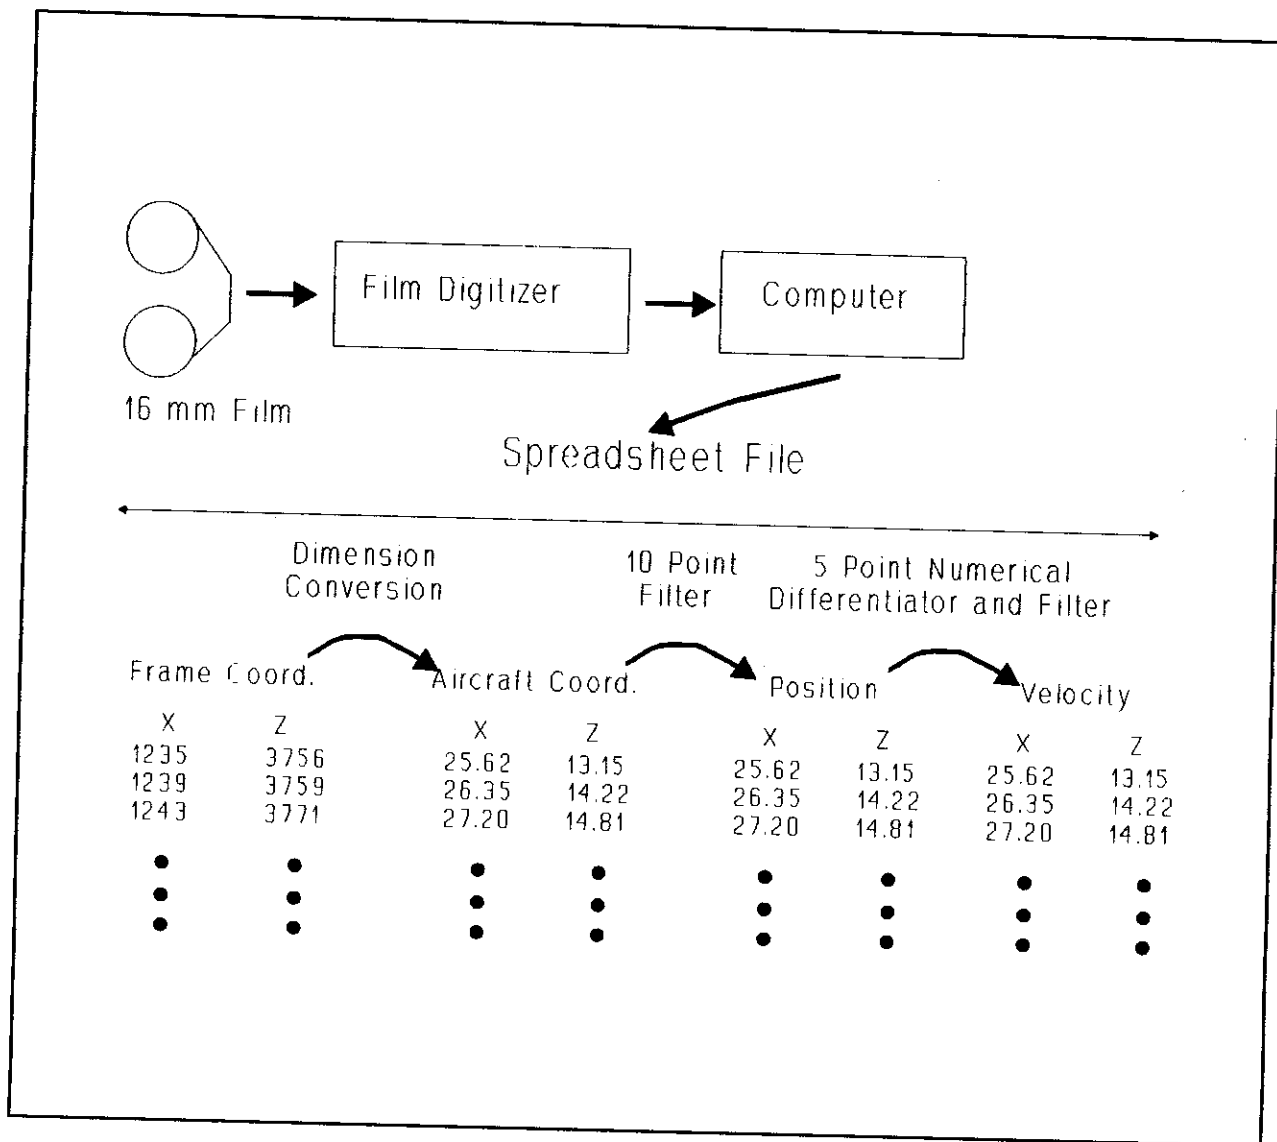 Film Digitizer
Computer
16 mm Film
Spreadsheet File
Dimension
Conversion
10 Point
Filter
5 Point Numerical
Differentiator and Filter
Frame Coord.
Aircraft Coord.
Position
Velocity
X Z X Z X Z X Z
1235 3756 25.62 13.15 25.62 13.15 25.62 13.15
1239 3759 26.35 14.22 26.35 14.22 26.35 14.22
1243 3771 27.20 14.81 27.20 14.81 27.20 14.81